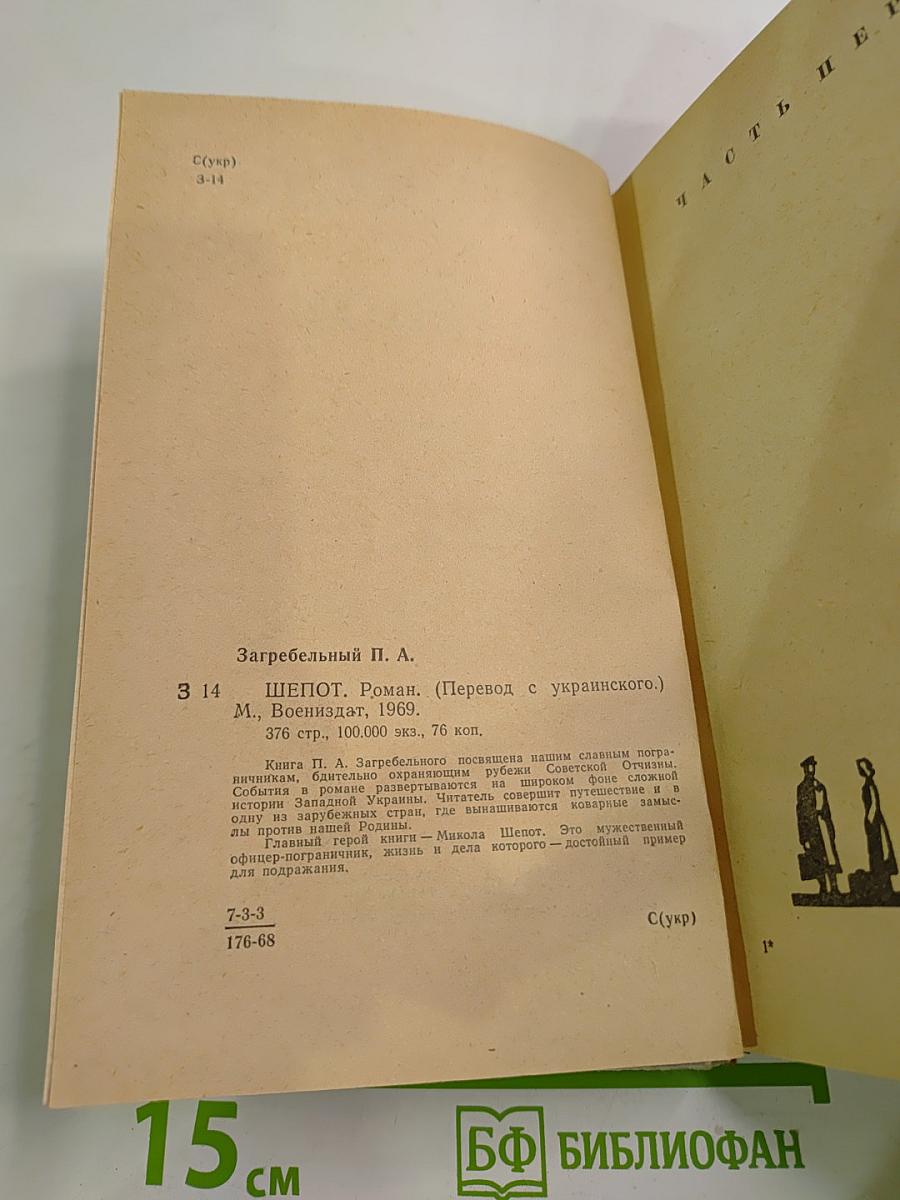 С(укр)
З-14
Загребельный П. А.
З 14 ШЕПОТ. Роман. (Перевод с украинского.)
М., Воениздат, 1969.
376 стр., 100.000 экз., 76 коп.
Книга П. А. Загребельного посвящена нашим славным погра-
ничникам, бдительно охраняющим рубежи Советской Отчизны.
События в романе развертываются на широком фоне сложной
истории Западной Украины. Читатель совершит путешествие и в
одну из зарубежных стран, где вынашиваются коварные замыс-
лы против нашей Родины.
Главный герой книги — Микола Шепот. Это мужественный
офицер-пограничник, жизнь и дела которого — достойный пример
для подражания.
7-3-3
176-68
С(укр)
ЧАСТЬ ПЕР
1*
15 см
БФ БИБЛИОФАН